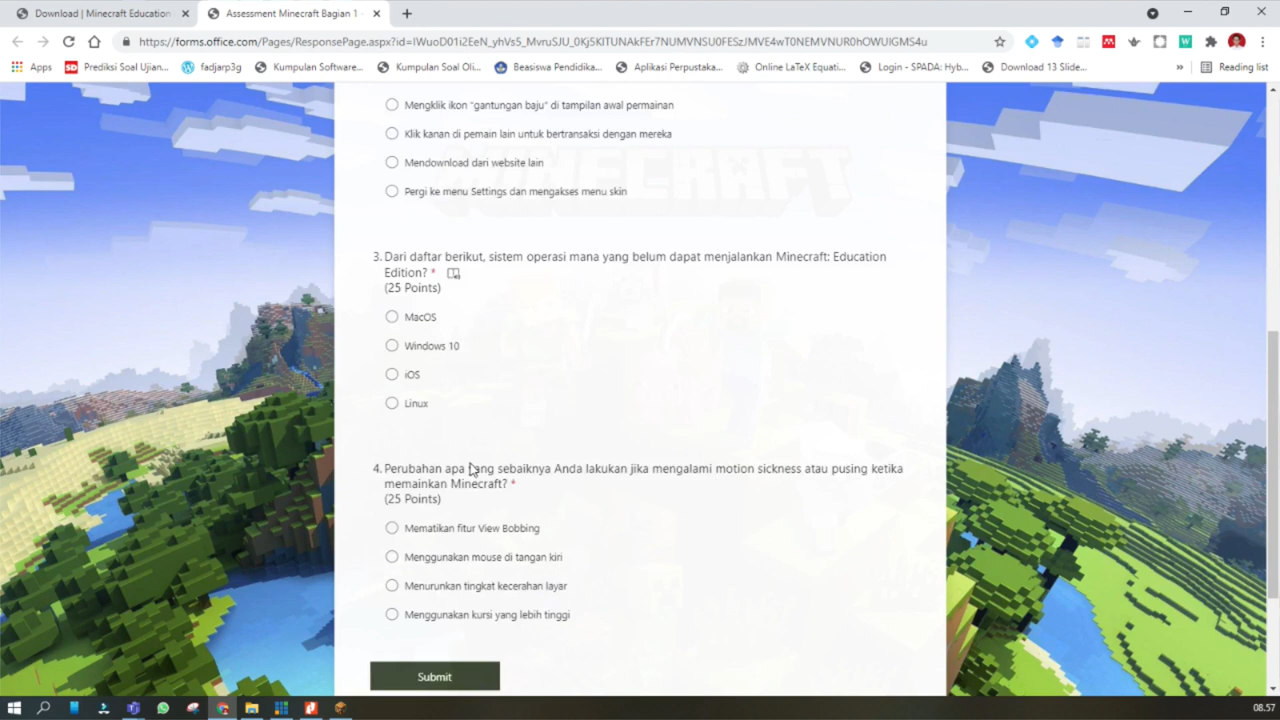 Download | Minecraft Education
Assessment Minecraft Bagian 1 -
https://forms.office.com/Pages/ResponsePage.aspx?id=IWuoD01i2EeN_yhVs5_MvruSJU_0Kj5KITUNAkFEr7NUMVNSU0FESzJMVE4wT0NEMVNUR0hOWUlGMS4u
Apps
Prediksi Soal Ujian...
fadjarp3g
Kumpulan Software...
Kumpulan Soal Oli...
Beasiswa Pendidika...
Aplikasi Perpustaka...
Online LaTeX Equati...
Login - SPADA: Hyb...
Download 13 Slide...
»
Reading list
Mengklik ikon "gantungan baju" di tampilan awal permainan
Klik kanan di pemain lain untuk bertransaksi dengan mereka
Mendownload dari website lain
Pergi ke menu Settings dan mengakses menu skin
MINECRAFT
3. Dari daftar berikut, sistem operasi mana yang belum dapat menjalankan Minecraft: Education
Edition? *
(25 Points)
MacOS
Windows 10
iOS
Linux
4. Perubahan apa yang sebaiknya Anda lakukan jika mengalami motion sickness atau pusing ketika
memainkan Minecraft? *
(25 Points)
Mematikan fitur View Bobbing
Menggunakan mouse di tangan kiri
Menurunkan tingkat kecerahan layar
Menggunakan kursi yang lebih tinggi
Submit
08.57